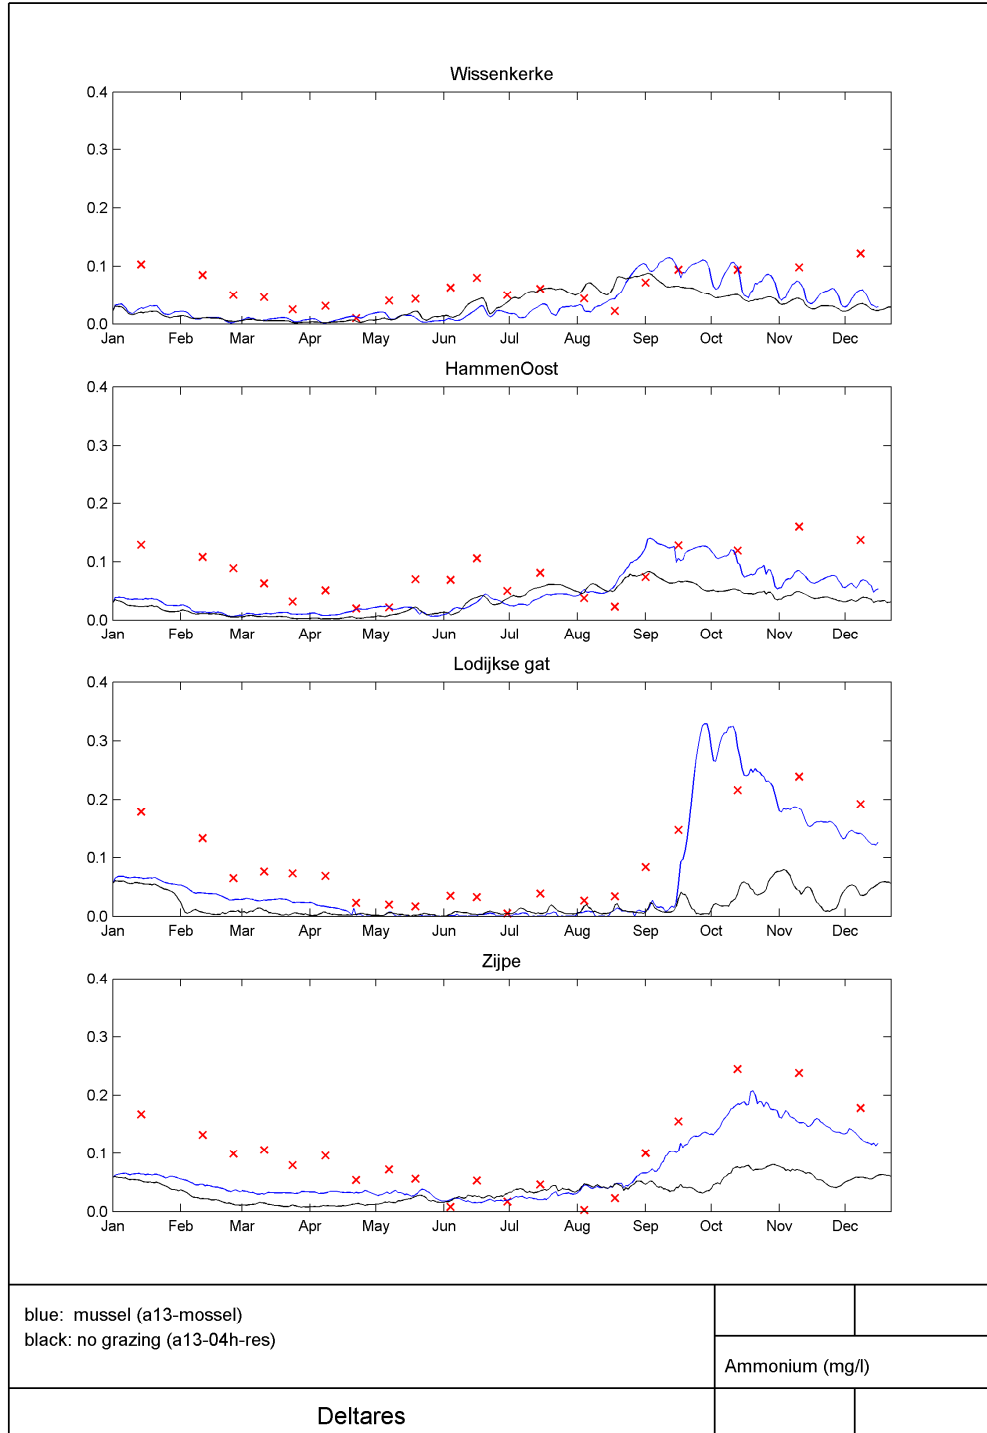 Wissenkerke
0.4
0.3
0.2
0.1
0.0
Jan Feb Mar Apr May Jun Jul Aug Sep Oct Nov Dec
HammenOost
0.4
0.3
0.2
0.1
0.0
Jan Feb Mar Apr May Jun Jul Aug Sep Oct Nov Dec
Lodijkse gat
0.4
0.3
0.2
0.1
0.0
Jan Feb Mar Apr May Jun Jul Aug Sep Oct Nov Dec
Zijpe
0.4
0.3
0.2
0.1
0.0
Jan Feb Mar Apr May Jun Jul Aug Sep Oct Nov Dec
blue: mussel (a13-mossel)
black: no grazing (a13-04h-res)
Ammonium (mg/l)
Deltares